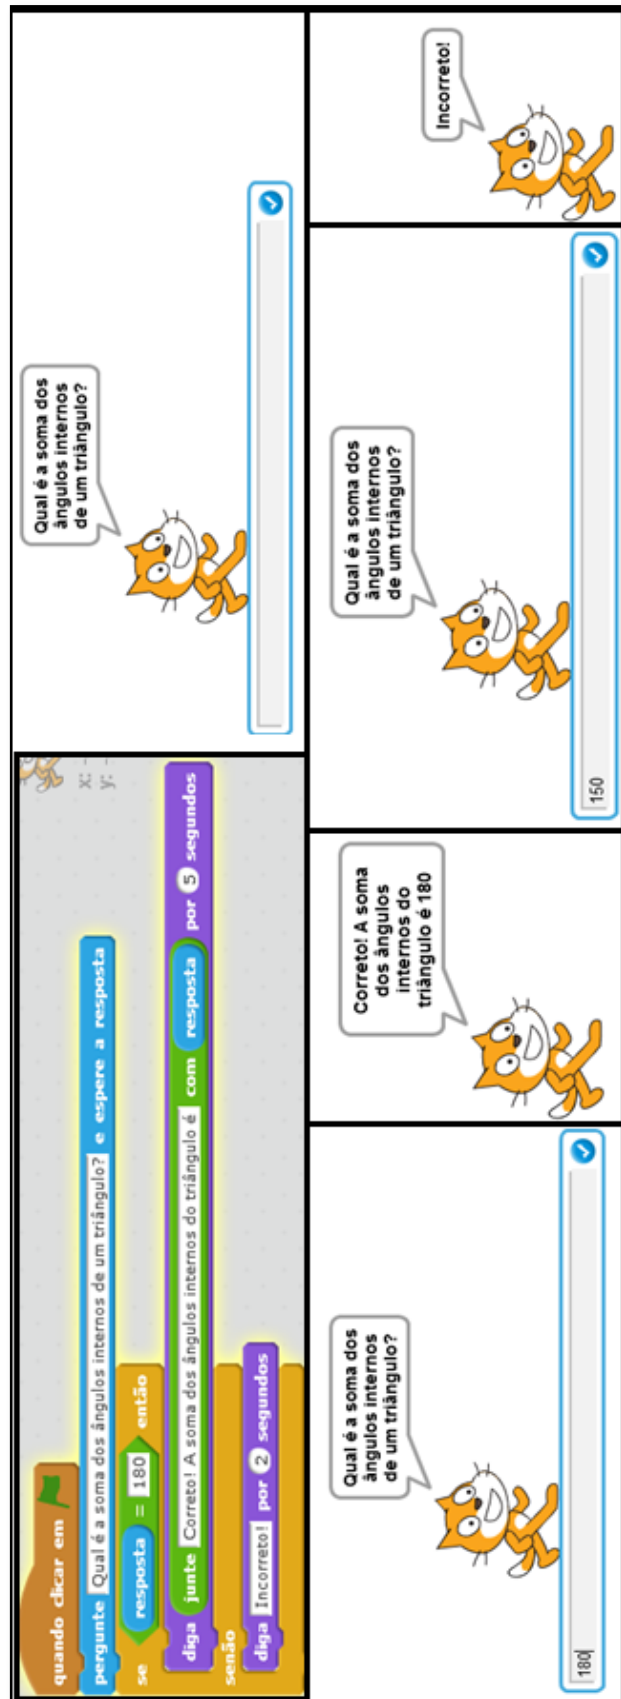 quando clicar em
pergunte Qual é a soma dos ângulos internos de um triângulo? e espere a resposta
se resposta = 180 então
diga junte Correto! A soma dos ângulos internos do triângulo é com resposta por 5 segundos
senão
diga Incorreto! por 2 segundos
x:
y:
Qual é a soma dos
ângulos internos
de um triângulo?
Qual é a soma dos
ângulos internos
de um triângulo?
180
Correto! A soma
dos ângulos
internos do
triângulo é 180
Qual é a soma dos
ângulos internos
de um triângulo?
150
Incorreto!